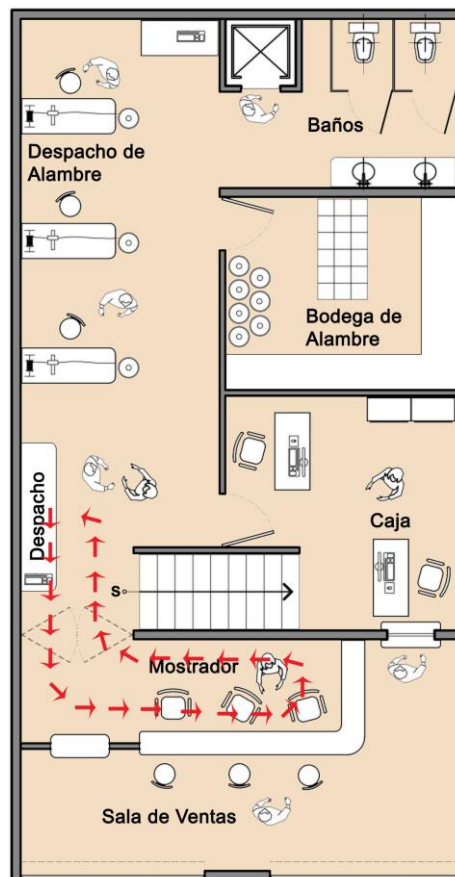 Baños
Despacho de
Alambre
Bodega de
Alambre
Despacho
Caja
S
Mostrador
Sala de Ventas